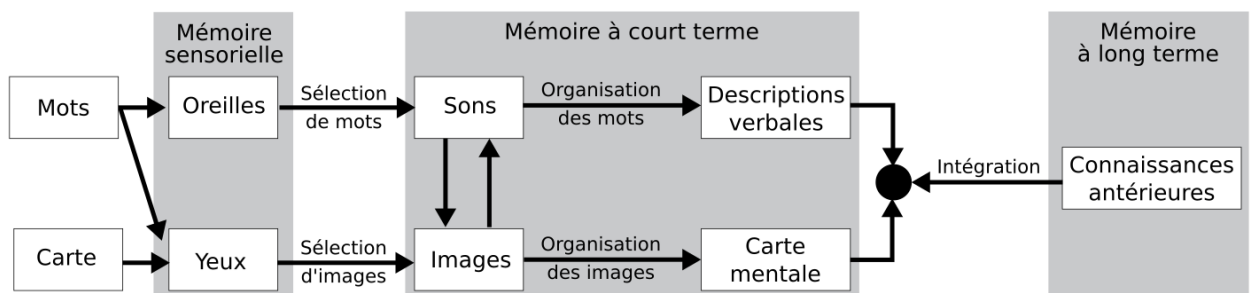 Mémoire
sensorielle
Mémoire à court terme
Mémoire
à long terme
Mots
Oreilles
Sélection
de mots
Sons
Organisation
des mots
Descriptions
verbales
Intégration
Connaissances
antérieures
Carte
Yeux
Sélection
d'images
Images
Organisation
des images
Carte
mentale